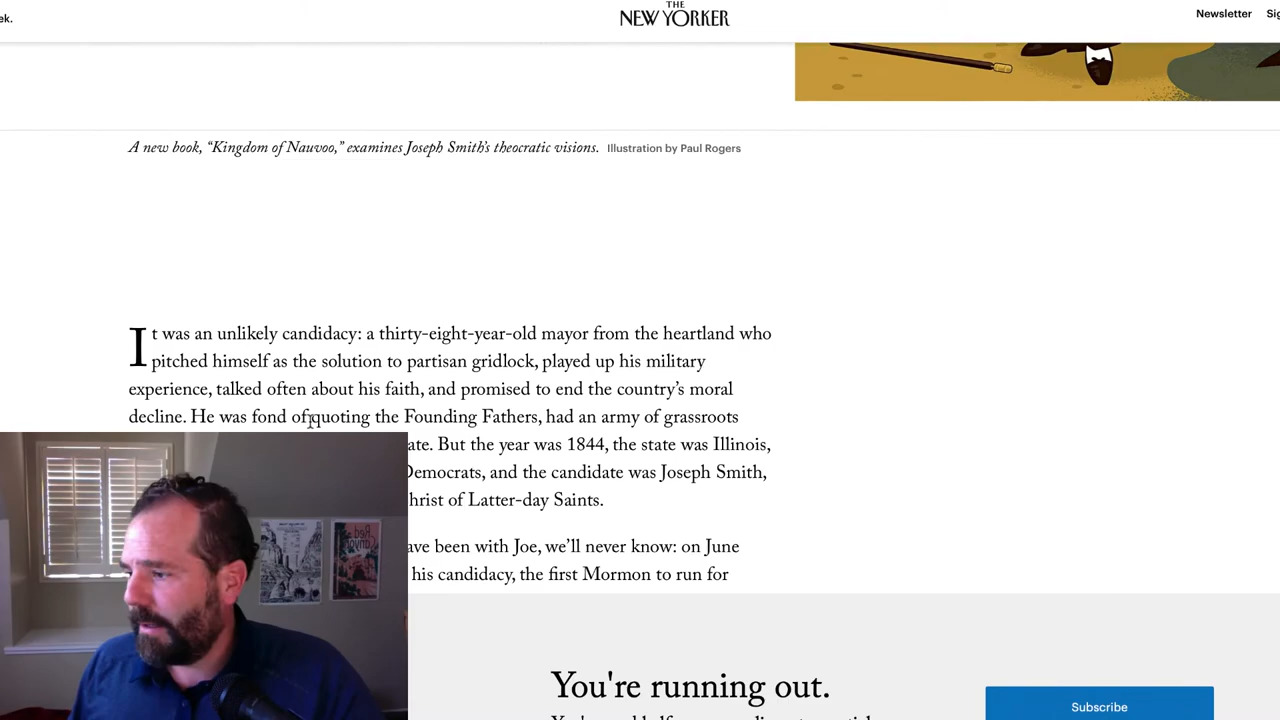 ek.
THE
NEW YORKER
Newsletter
Sig
A new book, “Kingdom of Nauvoo,” examines Joseph Smith’s theocratic visions. Illustration by Paul Rogers
It was an unlikely candidacy: a thirty-eight-year-old mayor from the heartland who
pitched himself as the solution to partisan gridlock, played up his military
experience, talked often about his faith, and promised to end the country’s moral
decline. He was fond of quoting the Founding Fathers, had an army of grassroots
ate. But the year was 1844, the state was Illinois,
Democrats, and the candidate was Joseph Smith,
hrist of Latter-day Saints.
ave been with Joe, we’ll never know: on June
his candidacy, the first Mormon to run for
You're running out.
Subscribe